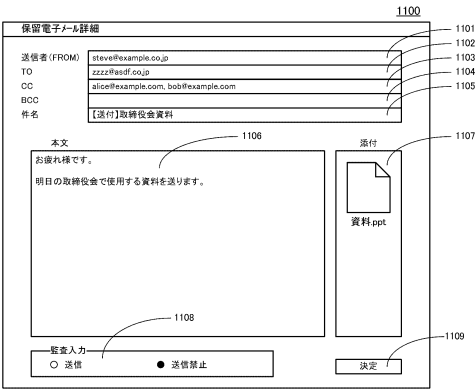 1100
保留電子メール詳細
1101
送信者(FROM) steve@example.co.jp
1102
TO zzzz@asdf.co.jp
1103
CC alice@example.com, bob@example.com
1104
BCC
1105
件名 【送付】取締役会資料
本文 1106 添付 1107
お疲れ様です。
明日の取締役会で使用する資料を送ります。
資料.ppt
1108
監査入力
送信 送信禁止
1109
決定